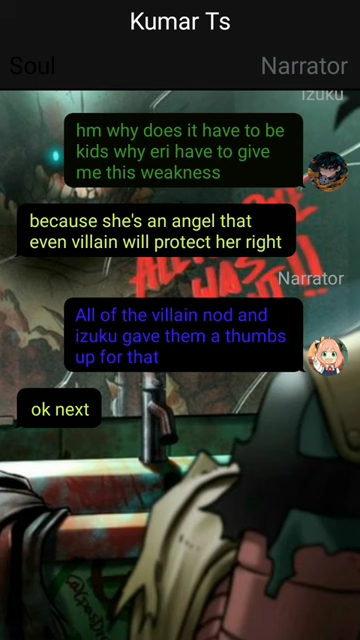 Kumar Ts
Soul
Narrator
Izuku
hm why does it have to be
kids why eri have to give
me this weakness
because she's an angel that
even villain will protect her right
Narrator
All of the villain nod and
izuku gave them a thumbs
up for that
ok next